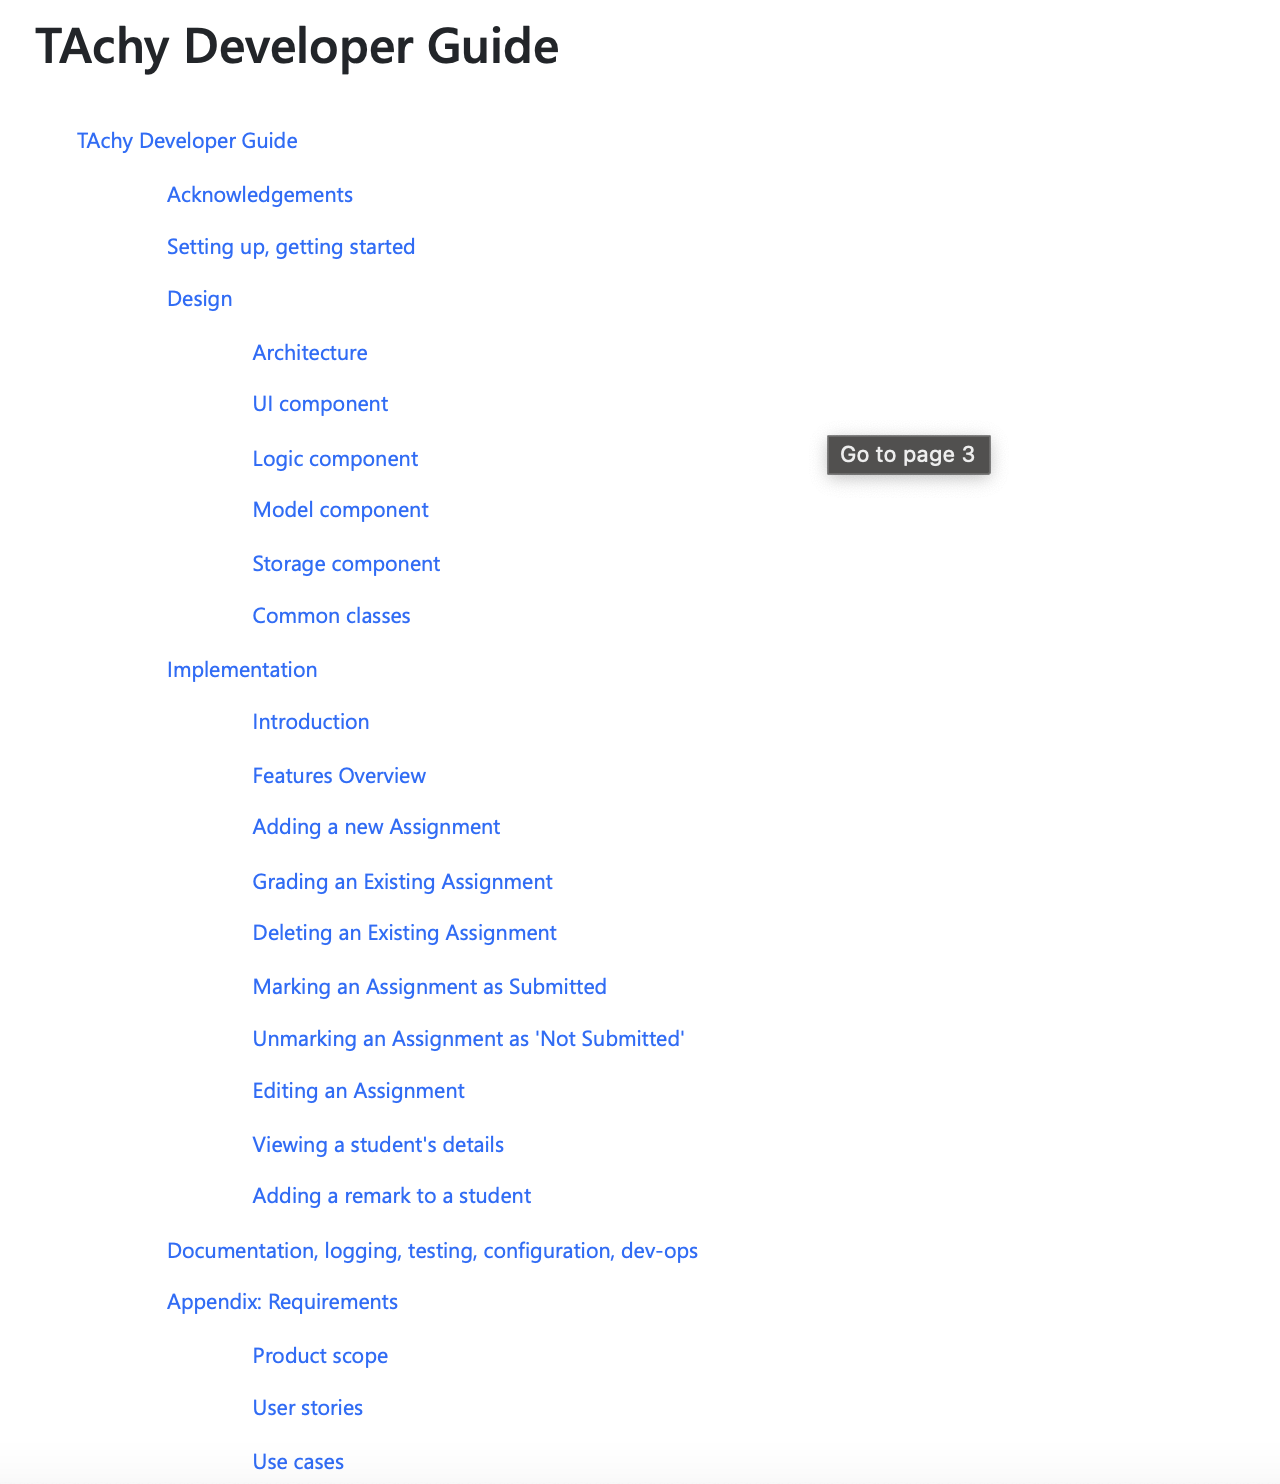 TAchy Developer Guide
TAchy Developer Guide
Acknowledgements
Setting up, getting started
Design
Architecture
UI component
Logic component
Go to page 3
Model component
Storage component
Common classes
Implementation
Introduction
Features Overview
Adding a new Assignment
Grading an Existing Assignment
Deleting an Existing Assignment
Marking an Assignment as Submitted
Unmarking an Assignment as 'Not Submitted'
Editing an Assignment
Viewing a student's details
Adding a remark to a student
Documentation, logging, testing, configuration, dev-ops
Appendix: Requirements
Product scope
User stories
Use cases